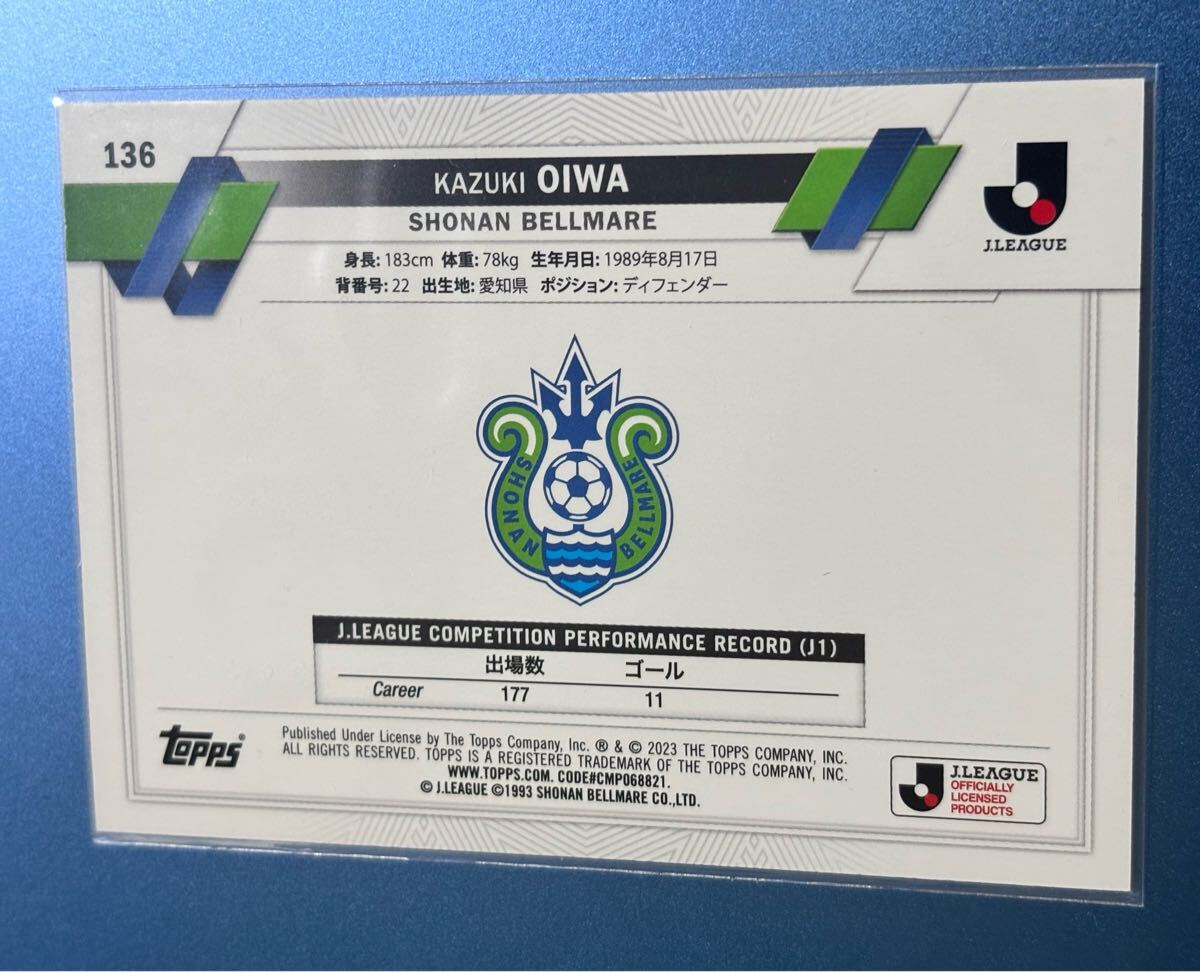 136
KAZUKI OIWA
SHONAN BELLMARE
身長: 183cm 体重: 78kg 生年月日: 1989年8月17日
背番号: 22 出生地: 愛知県 ポジション: ディフェンダー
J.LEAGUE
SHONAN BELLMARE
J.LEAGUE COMPETITION PERFORMANCE RECORD (J1)
出場数 ゴール
Career 177 11
topps®
Published Under License by The Topps Company, Inc. ® & © 2023 THE TOPPS COMPANY, INC.
ALL RIGHTS RESERVED. TOPPS IS A REGISTERED TRADEMARK OF THE TOPPS COMPANY, INC.
WWW.TOPPS.COM. CODE#CMP068821.
© J.LEAGUE ©1993 SHONAN BELLMARE CO.,LTD.
J.LEAGUE
OFFICIALLY
LICENSED
PRODUCTS